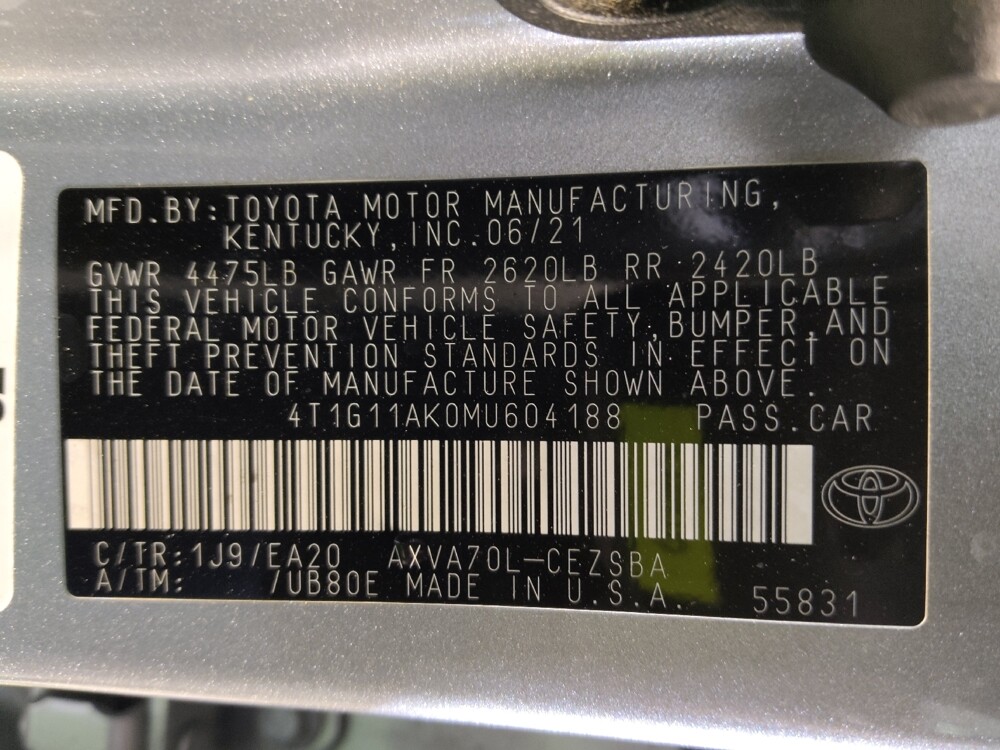 MFD.BY:TOYOTA MOTOR MANUFACTURING,
KENTUCKY,INC.06/21
GVWR 4475LB GAWR FR 2620LB RR 2420LB
THIS VEHICLE CONFORMS TO ALL APPLICABLE
FEDERAL MOTOR VEHICLE SAFETY,BUMPER,AND
THEFT PREVENTION STANDARDS IN EFFECT ON
THE DATE OF MANUFACTURE SHOWN ABOVE.
4T1G11AK0MU604188 PASS.CAR
C/TR:1J9/EA20 AXVA70L-CEZSBA
A/TM: /UB80E MADE IN U.S.A. 55831